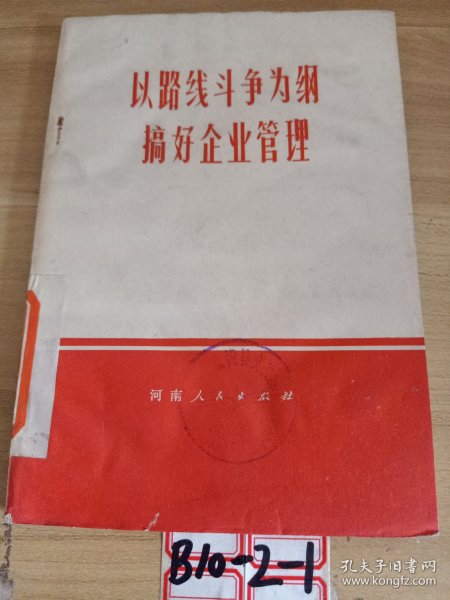 以路线斗争为纲
搞好企业管理
河南人民出版社
B10-2-1
孔夫子旧书网
www.kongfz.com